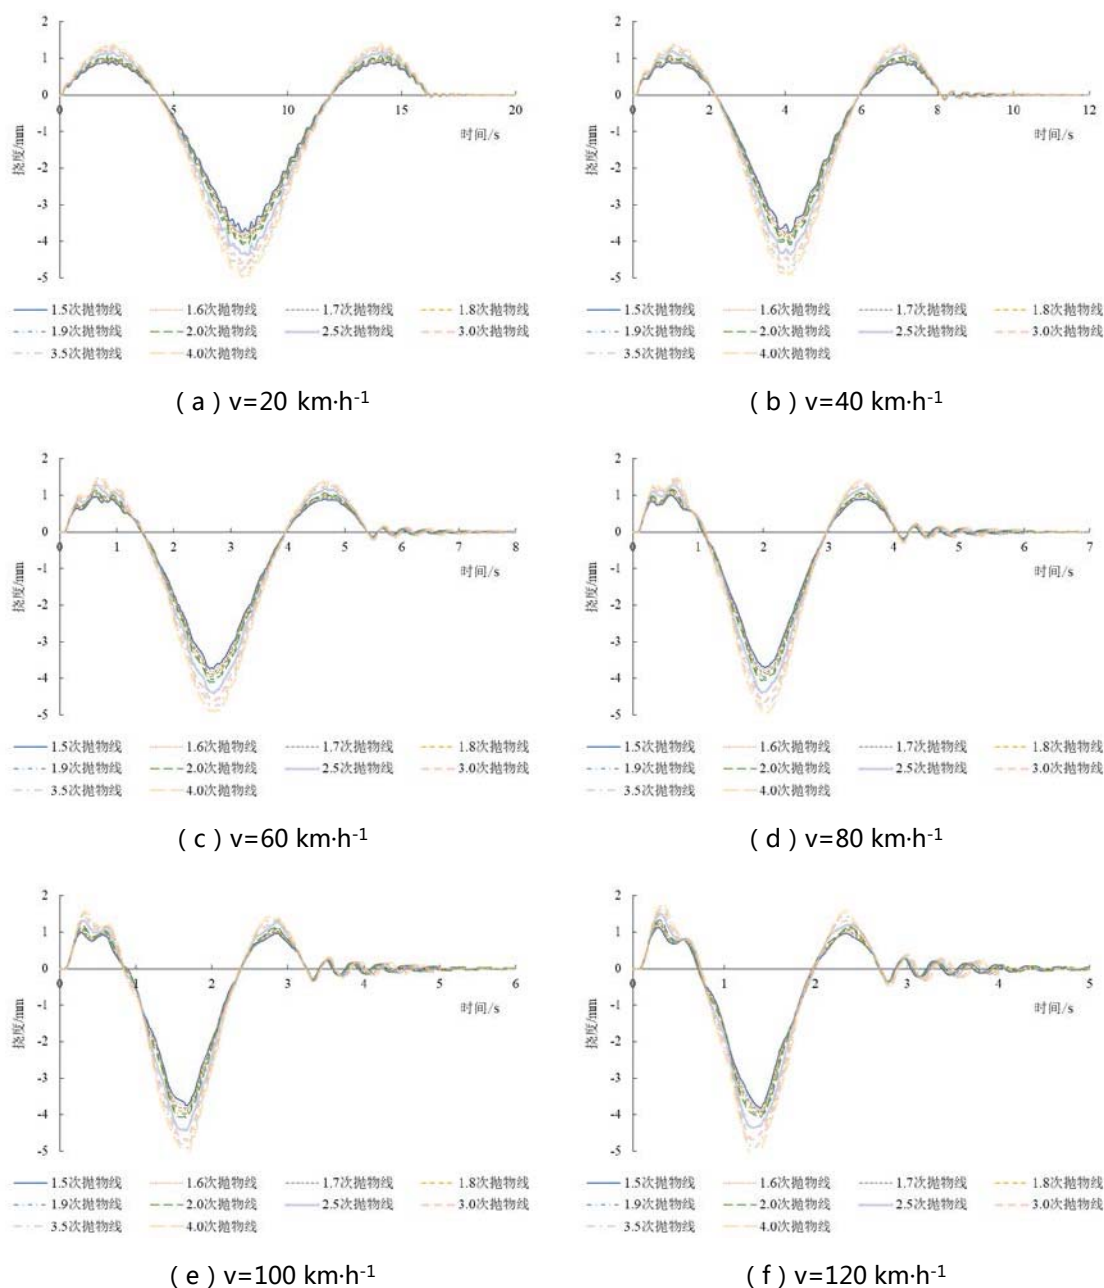 2
1
0
-1
-2
-3
-4
-5
0 5 10 15 20
挠度/mm
时间/s
1.5次抛物线 1.6次抛物线 1.7次抛物线 1.8次抛物线
1.9次抛物线 2.0次抛物线 2.5次抛物线 3.0次抛物线
3.5次抛物线 4.0次抛物线
(a) v=20 km·h-1
2
1
0
-1
-2
-3
-4
-5
0 2 4 6 8 10 12
挠度/mm
时间/s
1.5次抛物线 1.6次抛物线 1.7次抛物线 1.8次抛物线
1.9次抛物线 2.0次抛物线 2.5次抛物线 3.0次抛物线
3.5次抛物线 4.0次抛物线
(b) v=40 km·h-1
2
1
0
-1
-2
-3
-4
-5
0 1 2 3 4 5 6 7 8
挠度/mm
时间/s
1.5次抛物线 1.6次抛物线 1.7次抛物线 1.8次抛物线
1.9次抛物线 2.0次抛物线 2.5次抛物线 3.0次抛物线
3.5次抛物线 4.0次抛物线
(c) v=60 km·h-1
2
1
0
-1
-2
-3
-4
-5
0 1 2 3 4 5 6 7
挠度/mm
时间/s
1.5次抛物线 1.6次抛物线 1.7次抛物线 1.8次抛物线
1.9次抛物线 2.0次抛物线 2.5次抛物线 3.0次抛物线
3.5次抛物线 4.0次抛物线
(d) v=80 km·h-1
2
1
0
-1
-2
-3
-4
-5
0 1 2 3 4 5 6
挠度/mm
时间/s
1.5次抛物线 1.6次抛物线 1.7次抛物线 1.8次抛物线
1.9次抛物线 2.0次抛物线 2.5次抛物线 3.0次抛物线
3.5次抛物线 4.0次抛物线
(e) v=100 km·h-1
2
1
0
-1
-2
-3
-4
-5
0 1 2 3 4 5
挠度/mm
时间/s
1.5次抛物线 1.6次抛物线 1.7次抛物线 1.8次抛物线
1.9次抛物线 2.0次抛物线 2.5次抛物线 3.0次抛物线
3.5次抛物线 4.0次抛物线
(f) v=120 km·h-1